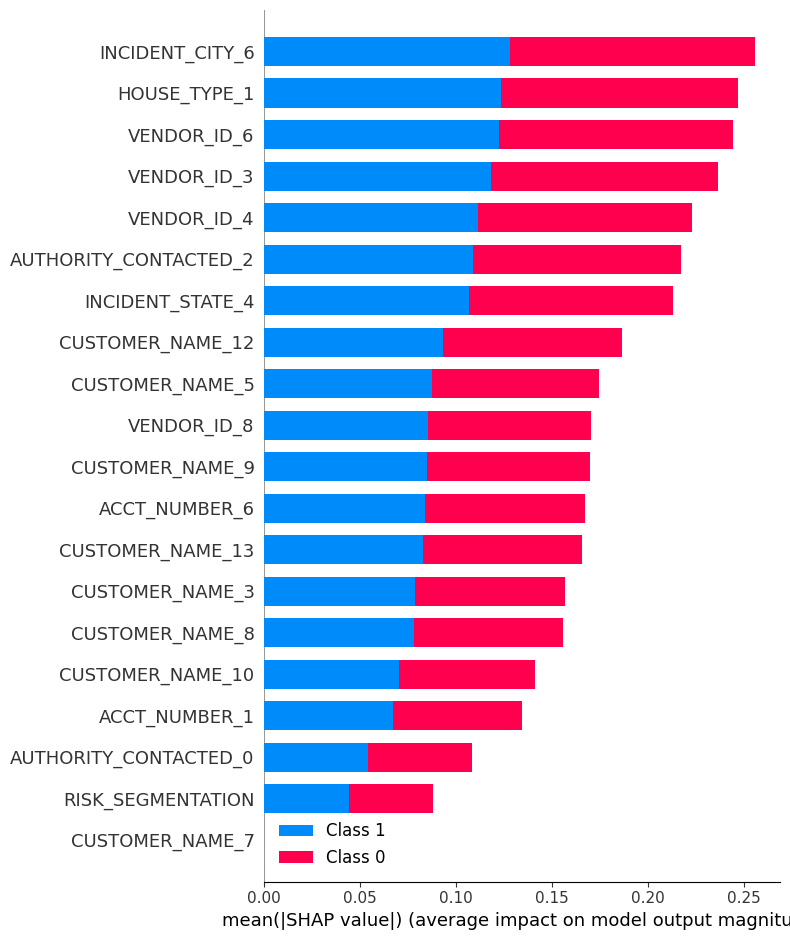 INCIDENT_CITY_6
HOUSE_TYPE_1
VENDOR_ID_6
VENDOR_ID_3
VENDOR_ID_4
AUTHORITY_CONTACTED_2
INCIDENT_STATE_4
CUSTOMER_NAME_12
CUSTOMER_NAME_5
VENDOR_ID_8
CUSTOMER_NAME_9
ACCT_NUMBER_6
CUSTOMER_NAME_13
CUSTOMER_NAME_3
CUSTOMER_NAME_8
CUSTOMER_NAME_10
ACCT_NUMBER_1
AUTHORITY_CONTACTED_0
RISK_SEGMENTATION
CUSTOMER_NAME_7
Class 1
Class 0
0.00 0.05 0.10 0.15 0.20 0.25
mean(|SHAP value|) (average impact on model output magnitu